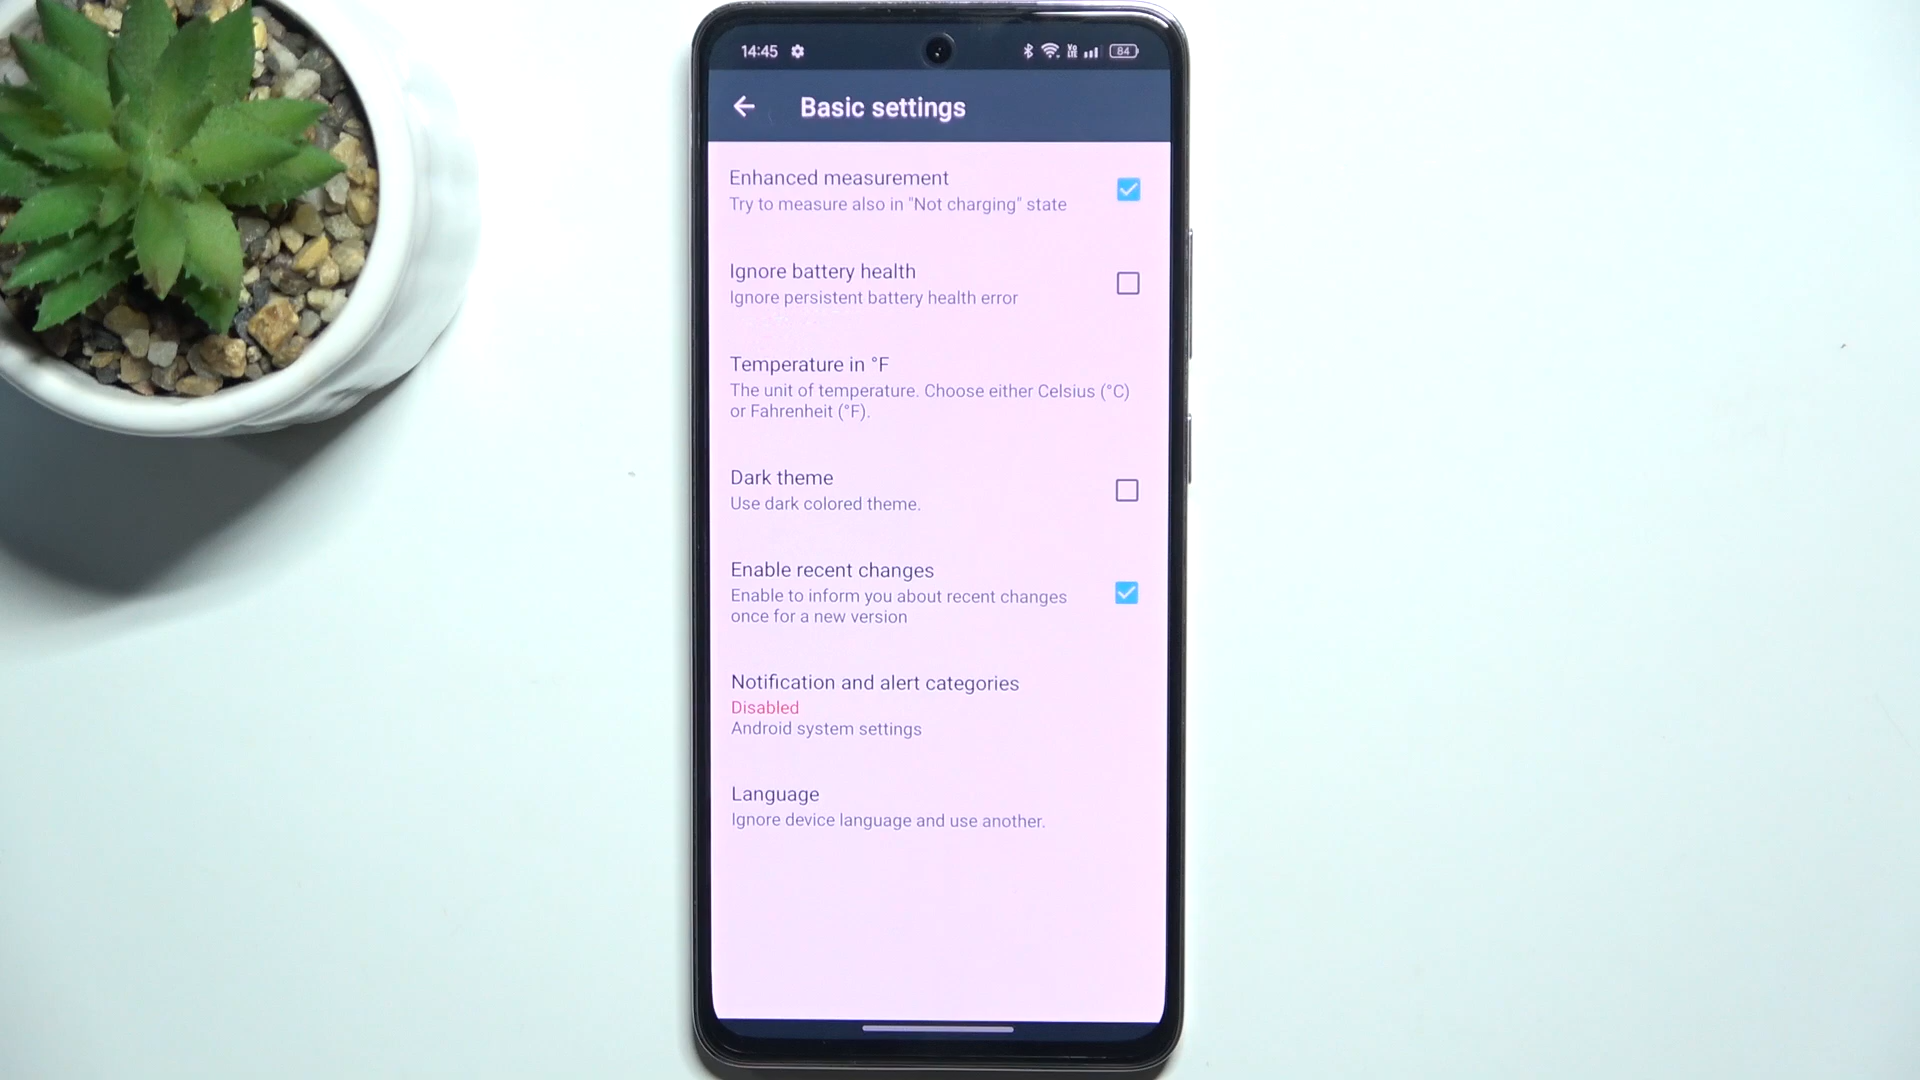 14:45
Vo LTE 84
Basic settings
Enhanced measurement
Try to measure also in "Not charging" state
Ignore battery health
Ignore persistent battery health error
Temperature in °F
The unit of temperature. Choose either Celsius (°C)
or Fahrenheit (°F).
Dark theme
Use dark colored theme.
Enable recent changes
Enable to inform you about recent changes
once for a new version
Notification and alert categories
Disabled
Android system settings
Language
Ignore device language and use another.